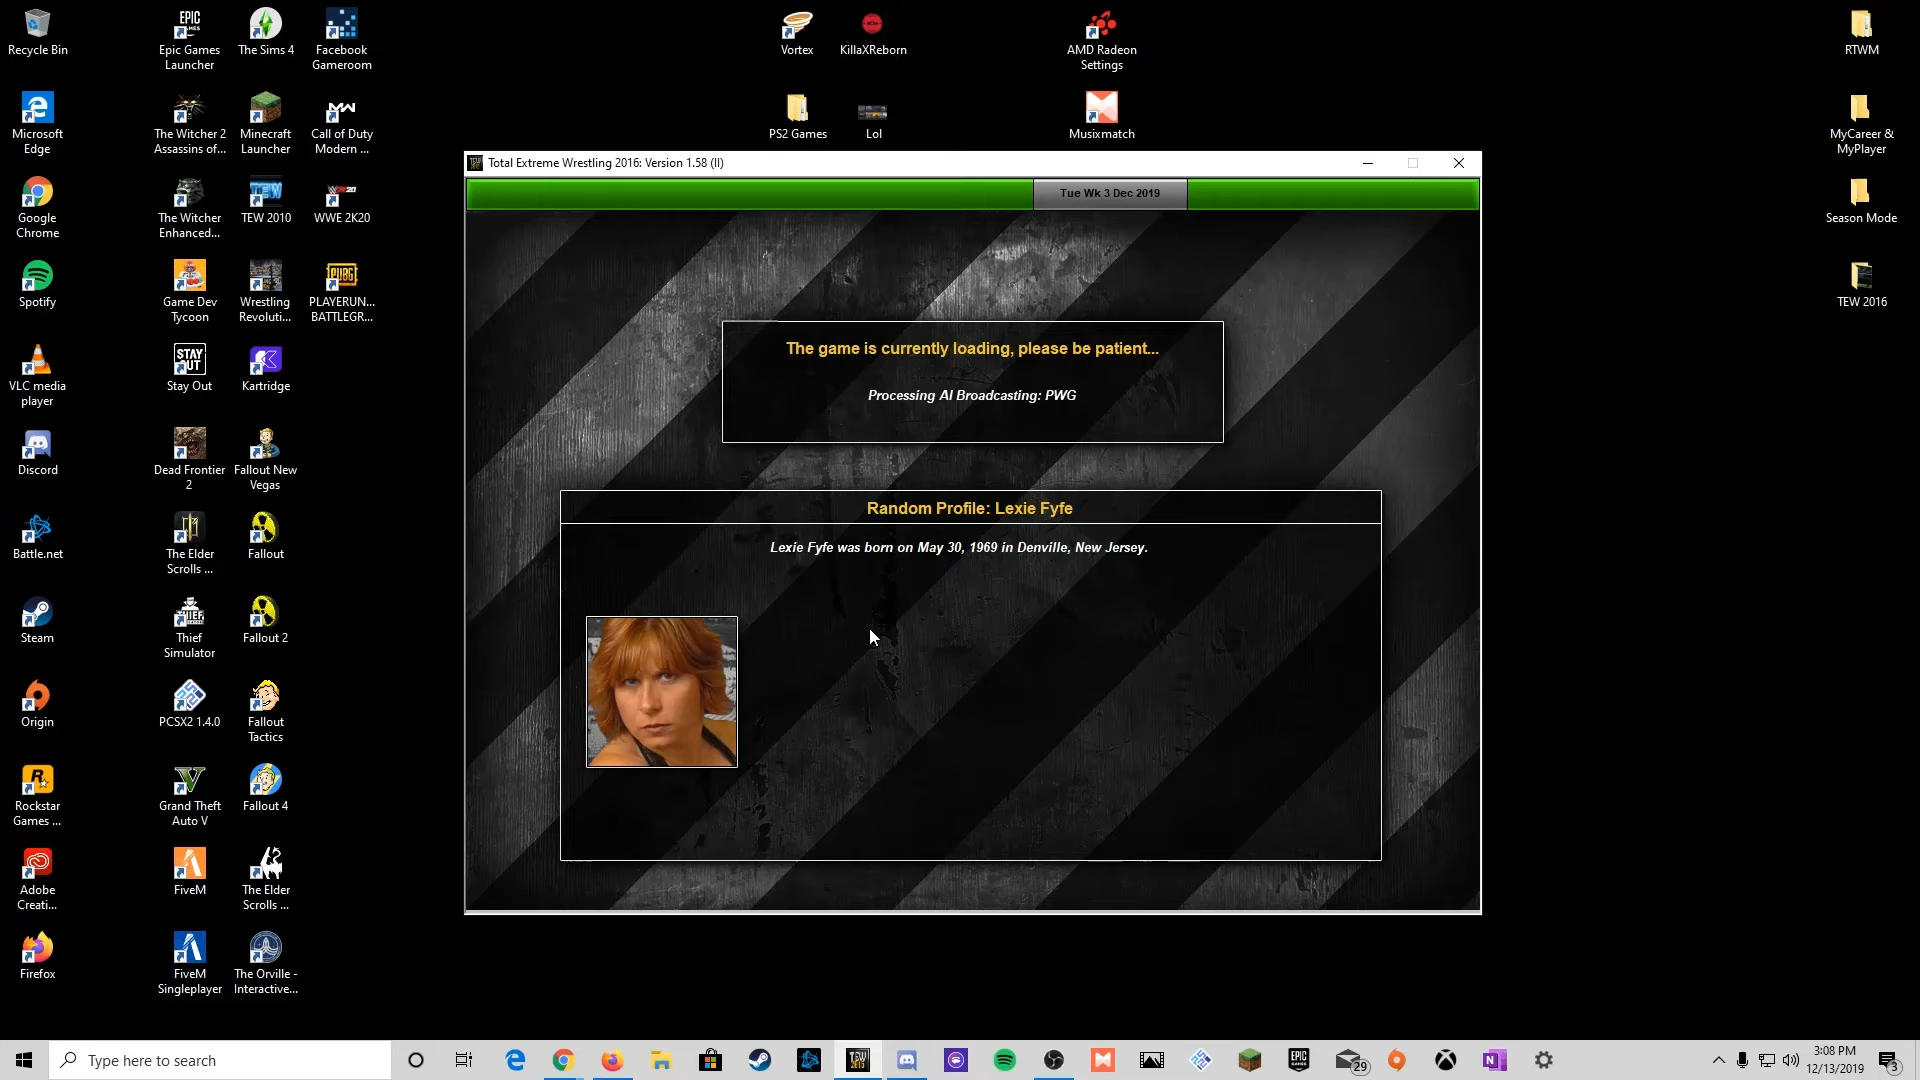 Recycle Bin
Epic Games
Launcher
The Sims 4
Facebook
Gameroom
Vortex
KillaXReborn
AMD Radeon
Settings
RTWM
Microsoft
Edge
The Witcher 2
Assassins of...
Minecraft
Launcher
Call of Duty
Modern ...
PS2 Games
Lol
Musixmatch
MyCareer &
MyPlayer
Google
Chrome
The Witcher
Enhanced...
TEW 2010
WWE 2K20
Season Mode
Spotify
Game Dev
Tycoon
Wrestling
Revoluti...
PLAYERUN...
BATTLEGR...
TEW 2016
VLC media
player
Stay Out
Kartridge
Discord
Dead Frontier
2
Fallout New
Vegas
Battle.net
The Elder
Scrolls ...
Fallout
Steam
Thief
Simulator
Fallout 2
Origin
PCSX2 1.4.0
Fallout
Tactics
Rockstar
Games ...
Grand Theft
Auto V
Fallout 4
Adobe
Creati...
FiveM
The Elder
Scrolls ...
Firefox
FiveM
Singleplayer
The Orville -
Interactive...
Total Extreme Wrestling 2016: Version 1.58 (II)
Tue Wk 3 Dec 2019
The game is currently loading, please be patient...
Processing AI Broadcasting: PWG
Random Profile: Lexie Fyfe
Lexie Fyfe was born on May 30, 1969 in Denville, New Jersey.
Type here to search
29
3:08 PM
12/13/2019
3